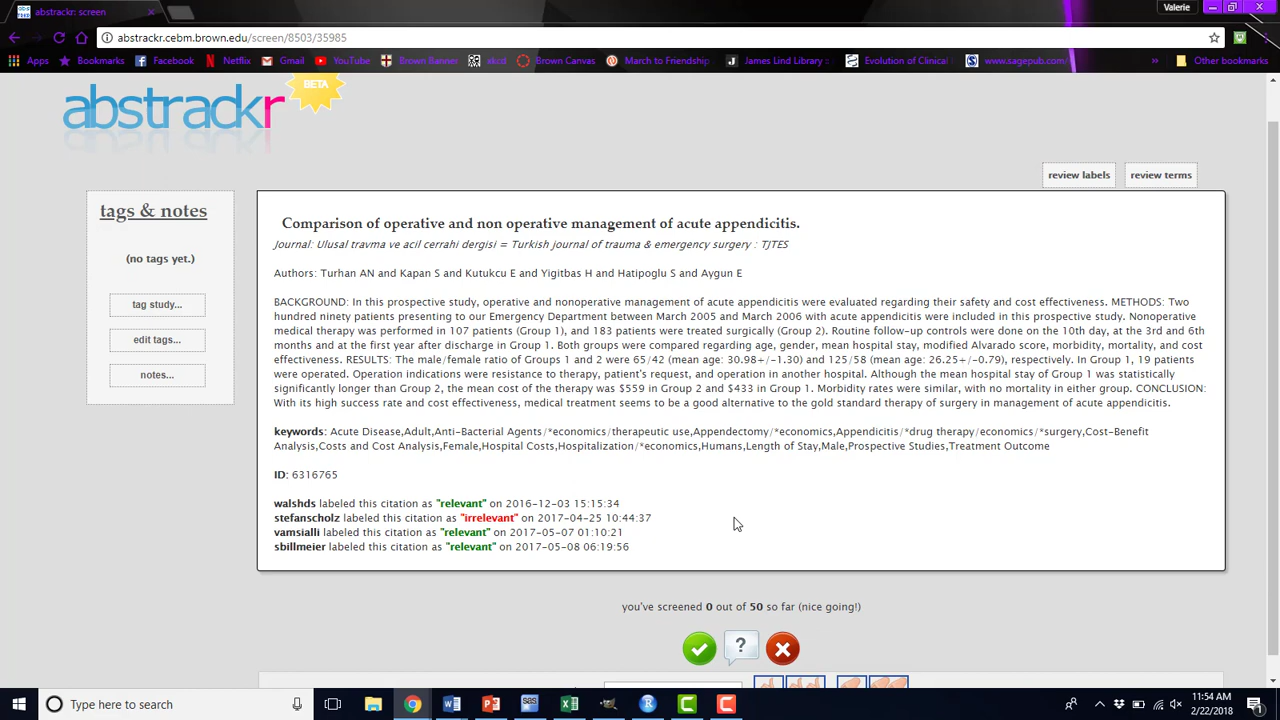 abstrackr: screen
Valerie
abstrackr.cebm.brown.edu/screen/8503/35985
Apps Bookmarks Facebook Netflix Gmail YouTube Brown Banner xkcd Brown Canvas March to Friendship James Lind Library Evolution of Clinical www.sagepub.com/ » Other bookmarks
BETA
abstrackr
review labels review terms
tags & notes
(no tags yet.)
tag study...
edit tags...
notes...
Comparison of operative and non operative management of acute appendicitis.
Journal: Ulusal travma ve acil cerrahi dergisi = Turkish journal of trauma & emergency surgery : TJTES
Authors: Turhan AN and Kapan S and Kutukcu E and Yigitbas H and Hatipoglu S and Aygun E
BACKGROUND: In this prospective study, operative and nonoperative management of acute appendicitis were evaluated regarding their safety and cost effectiveness. METHODS: Two
hundred ninety patients presenting to our Emergency Department between March 2005 and March 2006 with acute appendicitis were included in this prospective study. Nonoperative
medical therapy was performed in 107 patients (Group 1), and 183 patients were treated surgically (Group 2). Routine follow-up controls were done on the 10th day, at the 3rd and 6th
months and at the first year after discharge in Group 1. Both groups were compared regarding age, gender, mean hospital stay, modified Alvarado score, morbidity, mortality, and cost
effectiveness. RESULTS: The male/female ratio of Groups 1 and 2 were 65/42 (mean age: 30.98+/-1.30) and 125/58 (mean age: 26.25+/-0.79), respectively. In Group 1, 19 patients
were operated. Operation indications were resistance to therapy, patient's request, and operation in another hospital. Although the mean hospital stay of Group 1 was statistically
significantly longer than Group 2, the mean cost of the therapy was $559 in Group 2 and $433 in Group 1. Morbidity rates were similar, with no mortality in either group. CONCLUSION:
With its high success rate and cost effectiveness, medical treatment seems to be a good alternative to the gold standard therapy of surgery in management of acute appendicitis.
keywords: Acute Disease,Adult,Anti-Bacterial Agents/*economics/therapeutic use,Appendectomy/*economics,Appendicitis/*drug therapy/economics/*surgery,Cost-Benefit
Analysis,Costs and Cost Analysis,Female,Hospital Costs,Hospitalization/*economics,Humans,Length of Stay,Male,Prospective Studies,Treatment Outcome
ID: 6316765
walshds labeled this citation as "relevant" on 2016-12-03 15:15:34
stefanscholz labeled this citation as "irrelevant" on 2017-04-25 10:44:37
vamsialli labeled this citation as "relevant" on 2017-05-07 01:10:21
sbillmeier labeled this citation as "relevant" on 2017-05-08 06:19:56
you've screened 0 out of 50 so far (nice going!)
?
Type here to search
11:54 AM
2/22/2018